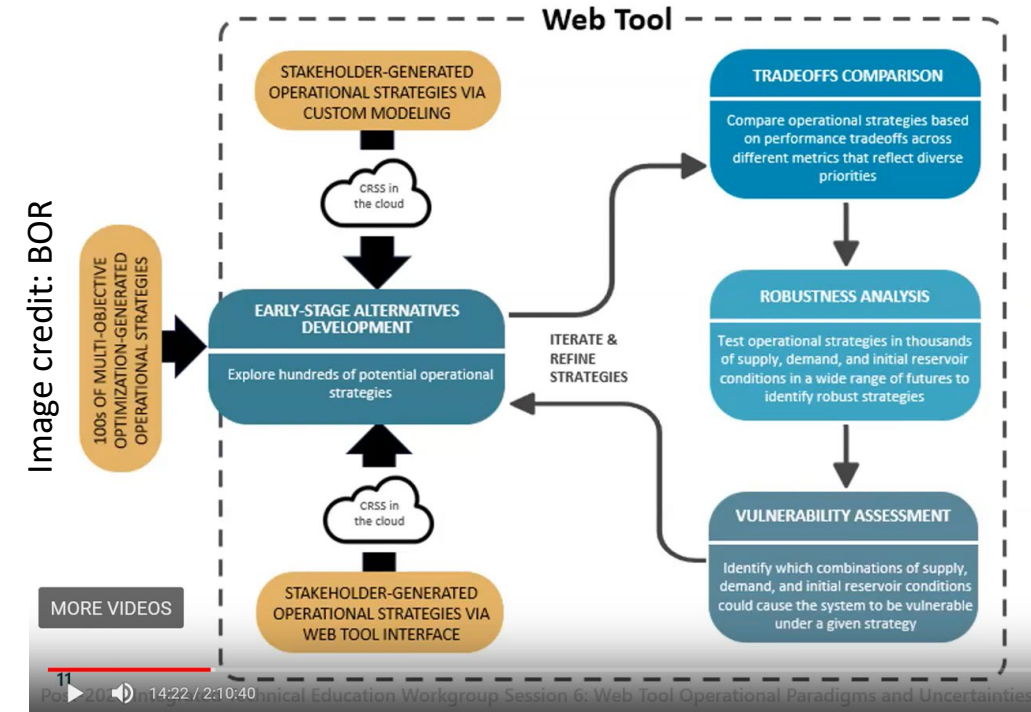 Web Tool
STAKEHOLDER-GENERATED
OPERATIONAL STRATEGIES VIA
CUSTOM MODELING
CRSS in
the cloud
Image credit: BOR
100s OF MULTI-OBJECTIVE
OPTIMIZATION-GENERATED
OPERATIONAL STRATEGIES
EARLY-STAGE ALTERNATIVES
DEVELOPMENT
Explore hundreds of potential operational
strategies
CRSS in
the cloud
STAKEHOLDER-GENERATED
OPERATIONAL STRATEGIES VIA
WEB TOOL INTERFACE
ITERATE &
REFINE
STRATEGIES
TRADEOFFS COMPARISON
Compare operational strategies based
on performance tradeoffs across
different metrics that reflect diverse
priorities
ROBUSTNESS ANALYSIS
Test operational strategies in thousands
of supply, demand, and initial reservoir
conditions in a wide range of futures to
identify robust strategies
VULNERABILITY ASSESSMENT
Identify which combinations of supply,
demand, and initial reservoir conditions
could cause the system to be vulnerable
under a given strategy
MORE VIDEOS
11
14:22 / 2:10:40
Education Workgroup Session 6: Web Tool Operational Paradigms and Uncertainties